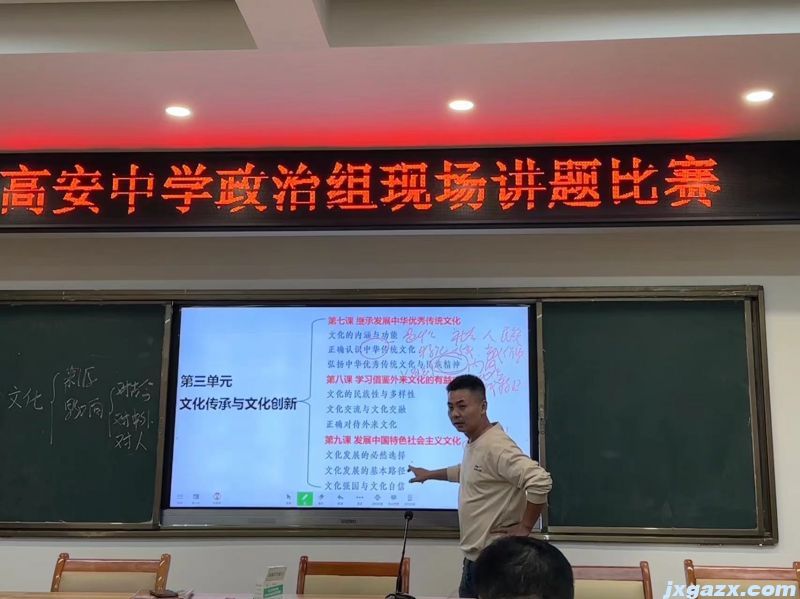 高安中学政治组现场讲题比赛
第三单元
文化传承与文化创新
第七课 继承发展中华优秀传统文化
文化的内涵与功能
正确认识中华传统文化
弘扬中华优秀传统文化与民族精神
第八课 学习借鉴外来文化的有益
文化的民族性与多样性
文化交流与文化交融
正确对待外来文化
第九课 发展中国特色社会主义文化
文化发展的必然选择
文化发展的基本路径
文化强国与文化自信
文化
对人
jxgazx.com